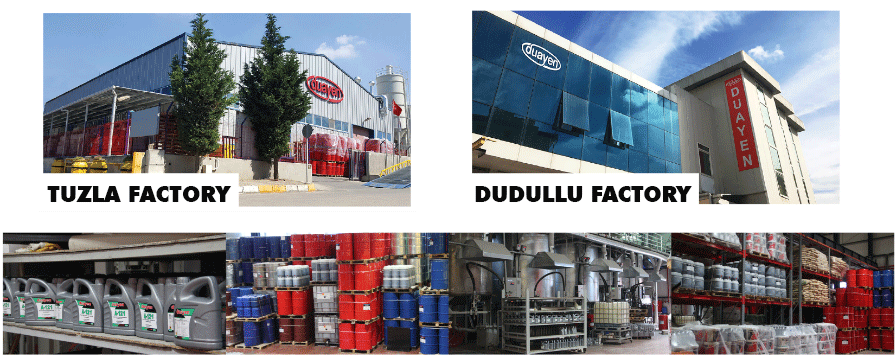 duayen
duayen
DUAYEN
TUZLA FACTORY
DUDULLU FACTORY